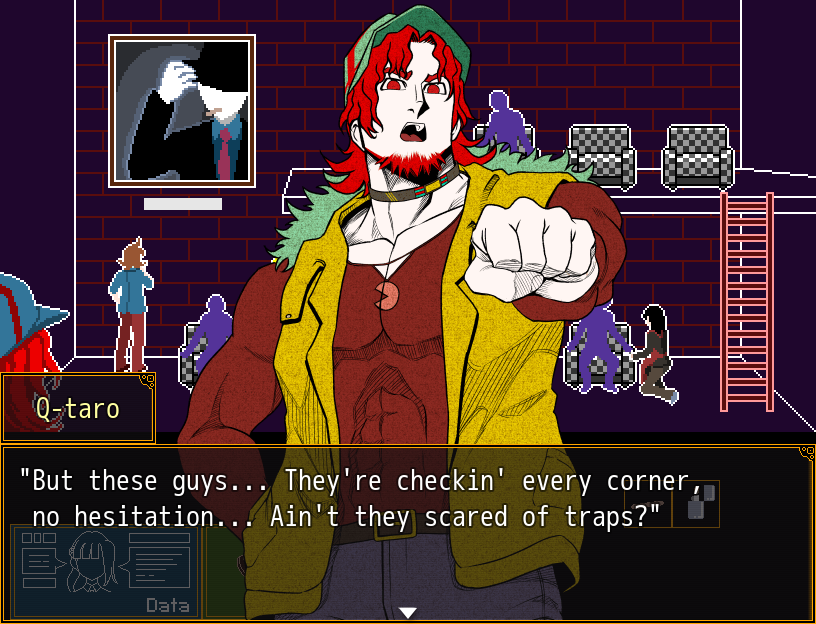 Q-taro
"But these guys... They're checkin' every corner,
no hesitation... Ain't they scared of traps?"
Data